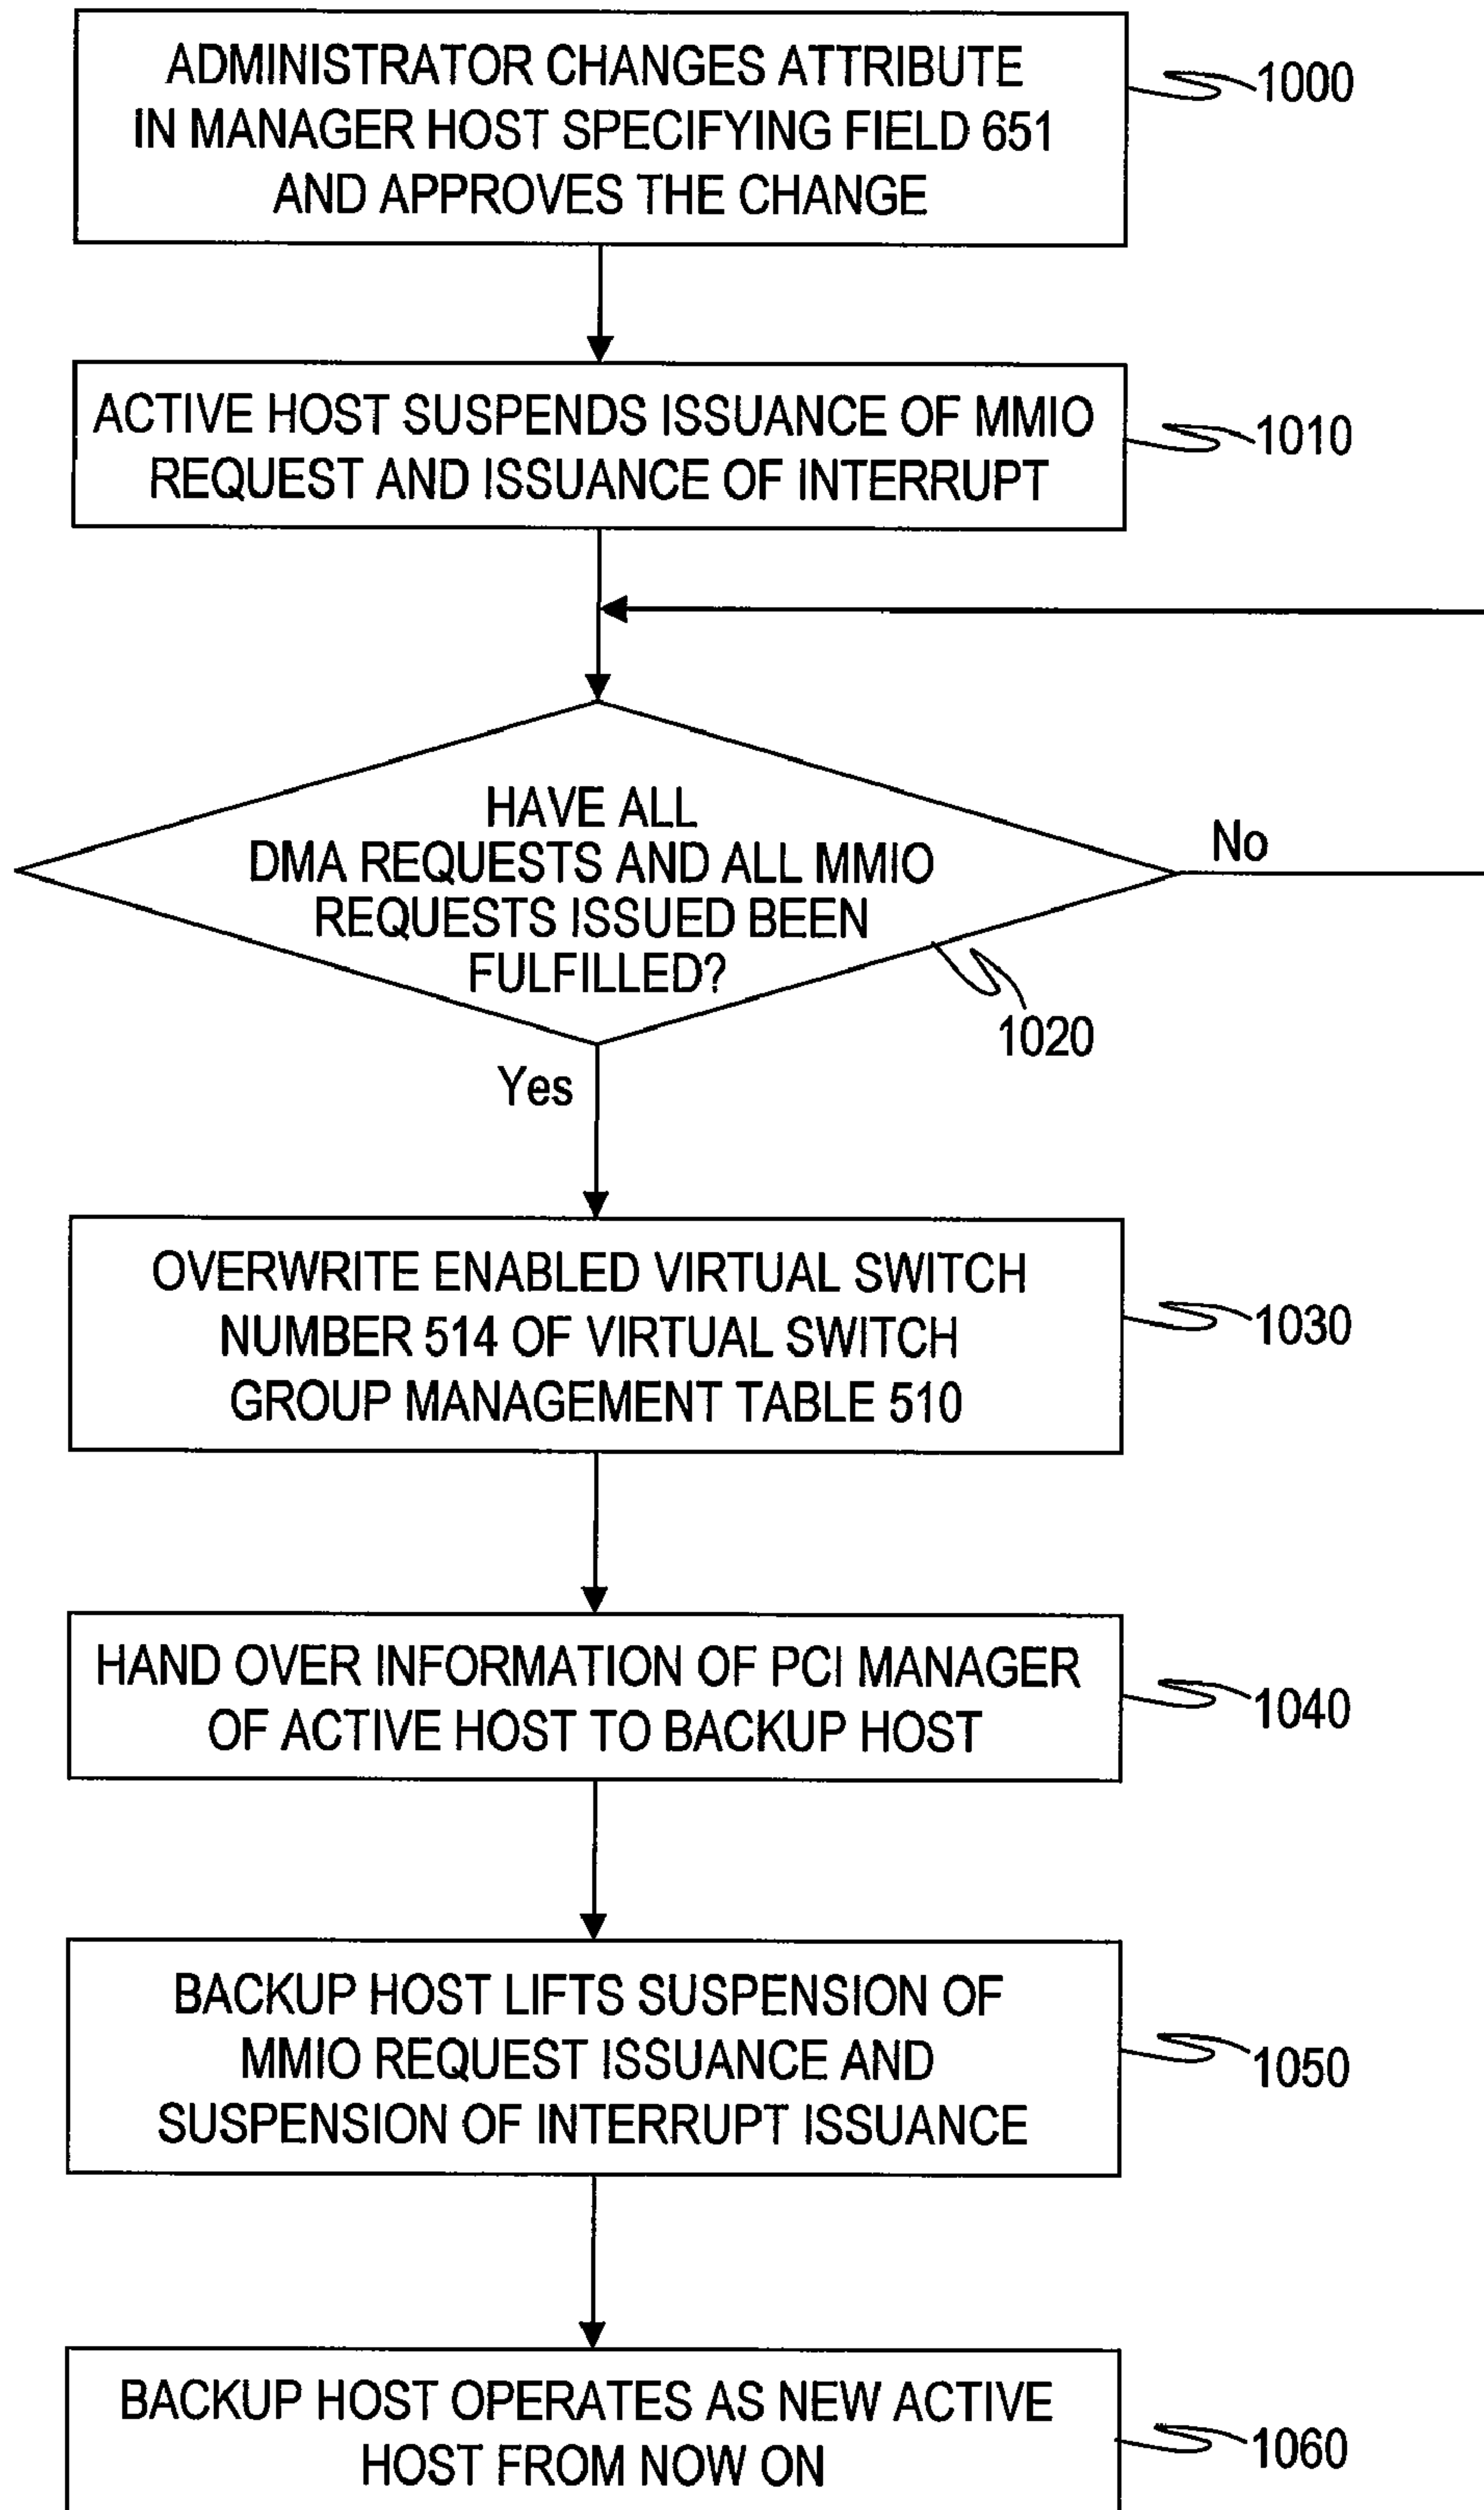 ADMINISTRATOR CHANGES ATTRIBUTE
IN MANAGER HOST SPECIFYING FIELD 651
AND APPROVES THE CHANGE
1000
ACTIVE HOST SUSPENDS ISSUANCE OF MMIO
REQUEST AND ISSUANCE OF INTERRUPT
1010
HAVE ALL
DMA REQUESTS AND ALL MMIO
REQUESTS ISSUED BEEN
FULFILLED?
No
1020
Yes
OVERWRITE ENABLED VIRTUAL SWITCH
NUMBER 514 OF VIRTUAL SWITCH
GROUP MANAGEMENT TABLE 510
1030
HAND OVER INFORMATION OF PCI MANAGER
OF ACTIVE HOST TO BACKUP HOST
1040
BACKUP HOST LIFTS SUSPENSION OF
MMIO REQUEST ISSUANCE AND
SUSPENSION OF INTERRUPT ISSUANCE
1050
BACKUP HOST OPERATES AS NEW ACTIVE
HOST FROM NOW ON
1060